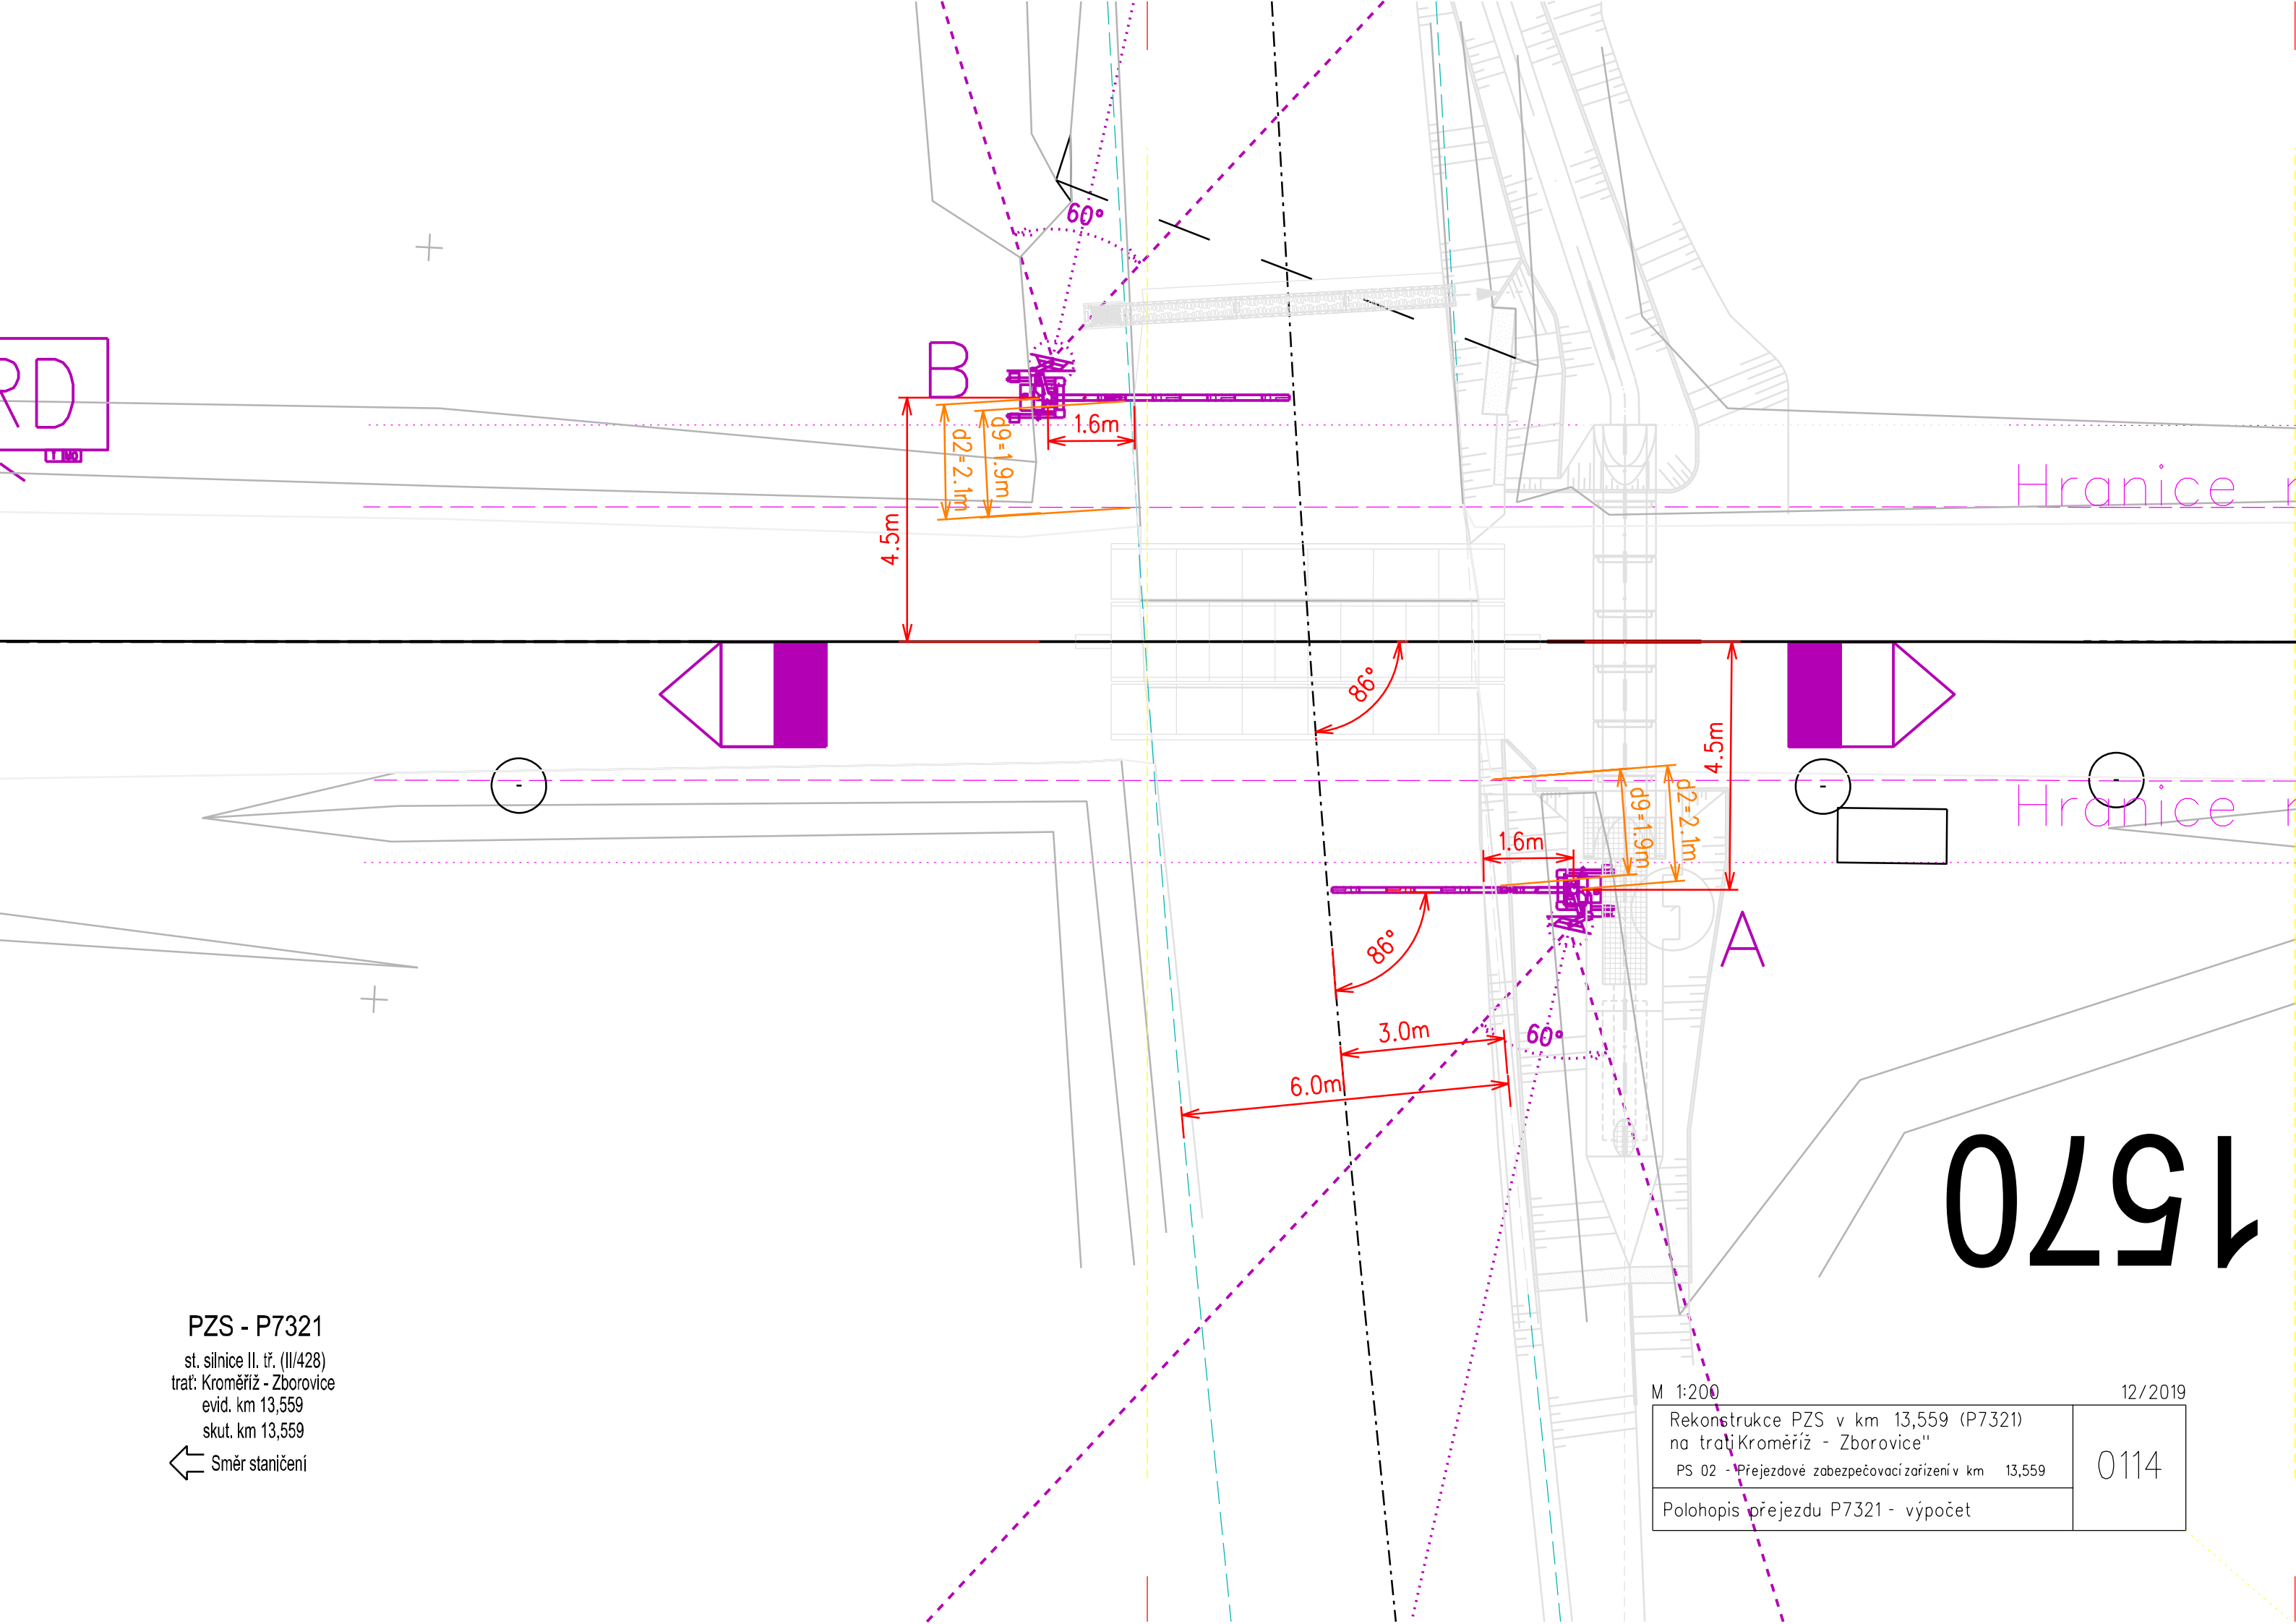 60°
B
RD
1.6m
d9=1.9m
d2=2.1m
4.5m
Hranice
86°
4.5m
d2=2.1m
d9=1.9m
Hranice
1.6m
86°
A
3.0m
60°
6.0m
1570
PZS - P7321
st. silnice II. tř. (II/428)
trať: Kroměříž - Zborovice
evid. km 13,559
skut. km 13,559
Směr staničení
M 1:200 12/2019
Rekonstrukce PZS v km 13,559 (P7321)
na trati Kroměříž - Zborovice"
PS 02 - Přejezdové zabezpečovací zařízení v km 13,559
0114
Polohopis přejezdu P7321 - výpočet